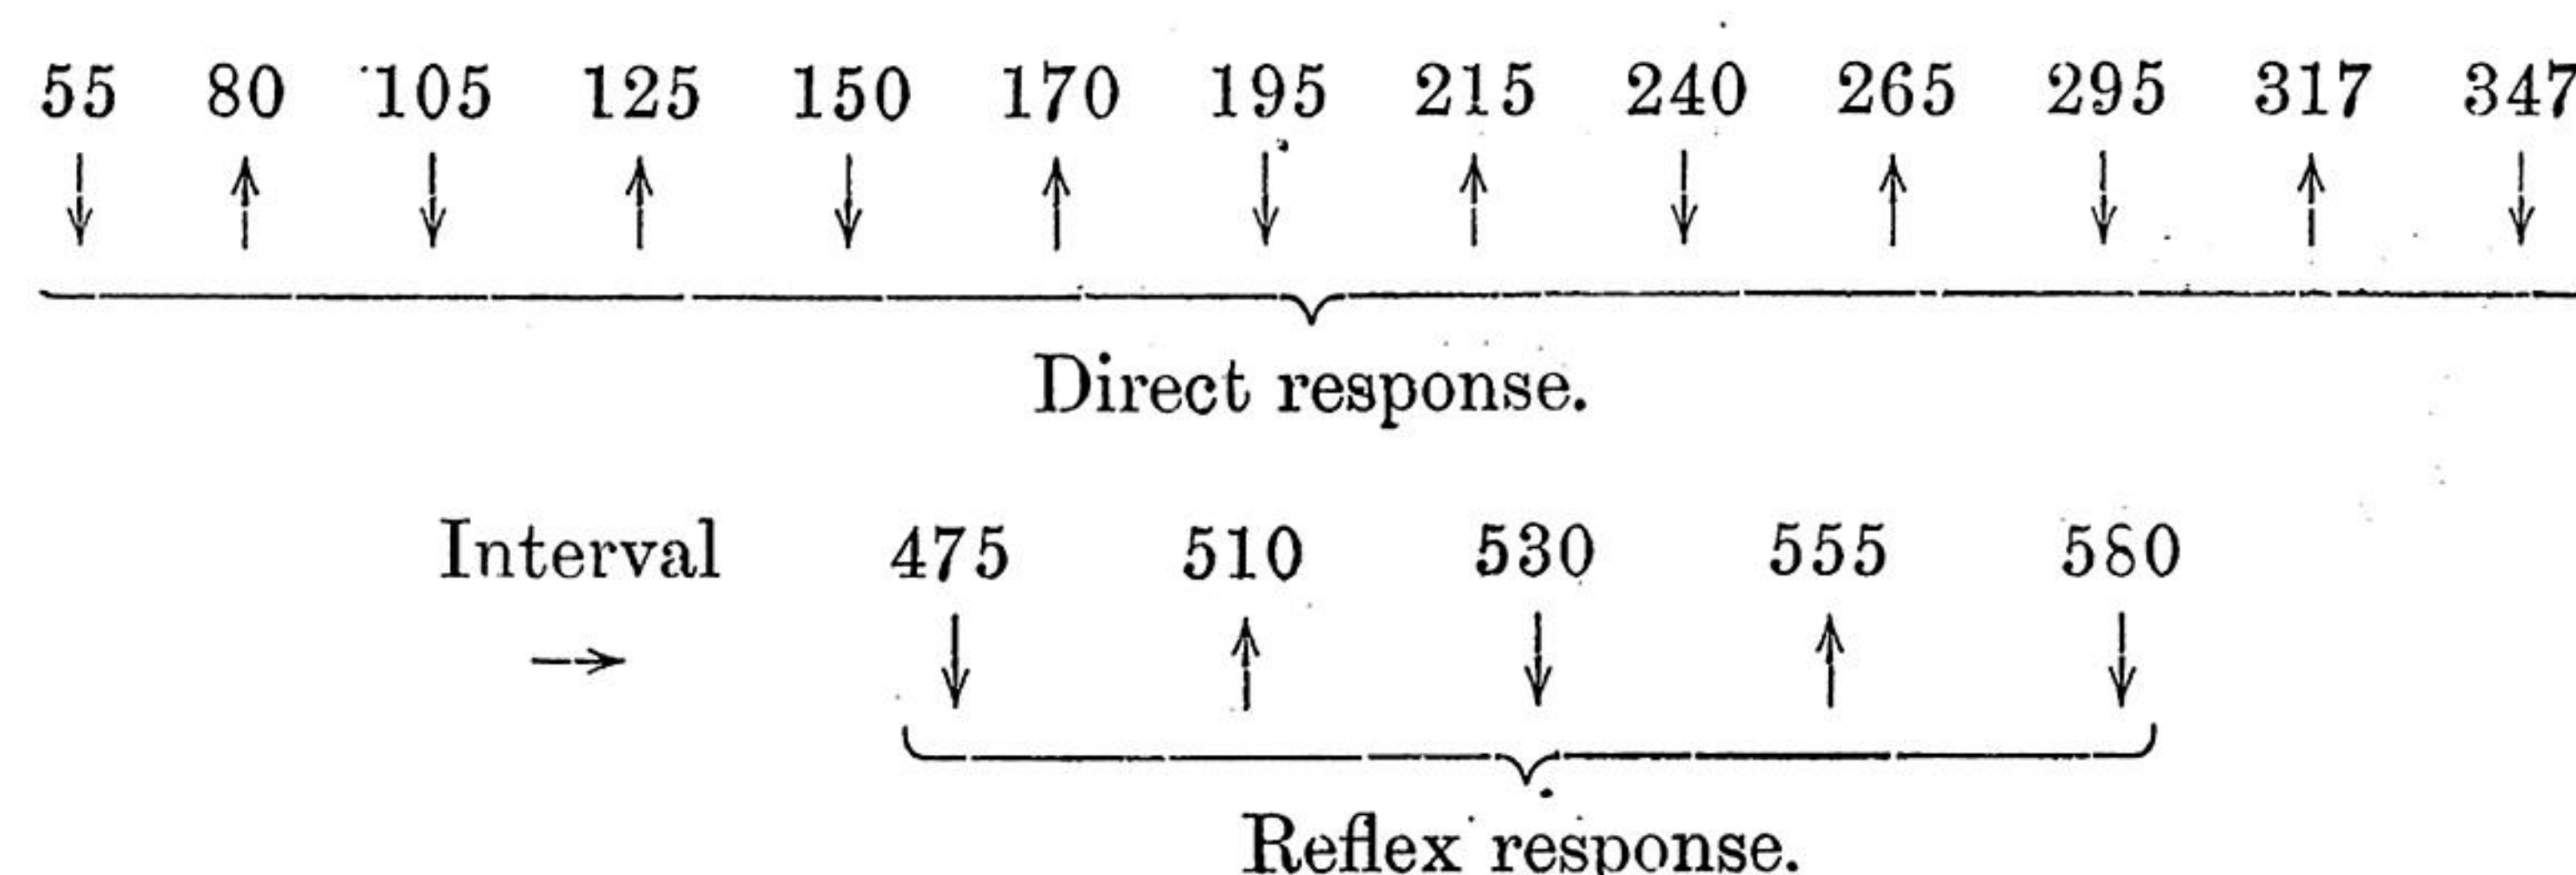 55 80 105 125 150 170 195 215 240 265 295 317 347
↓ ↑ ↓ ↑ ↓ ↑ ↓ ↑ ↓ ↑ ↓ ↑ ↓
Direct response.
Interval 475 510 530 555 580
→ ↓ ↑ ↓ ↑ ↓
Reflex response.